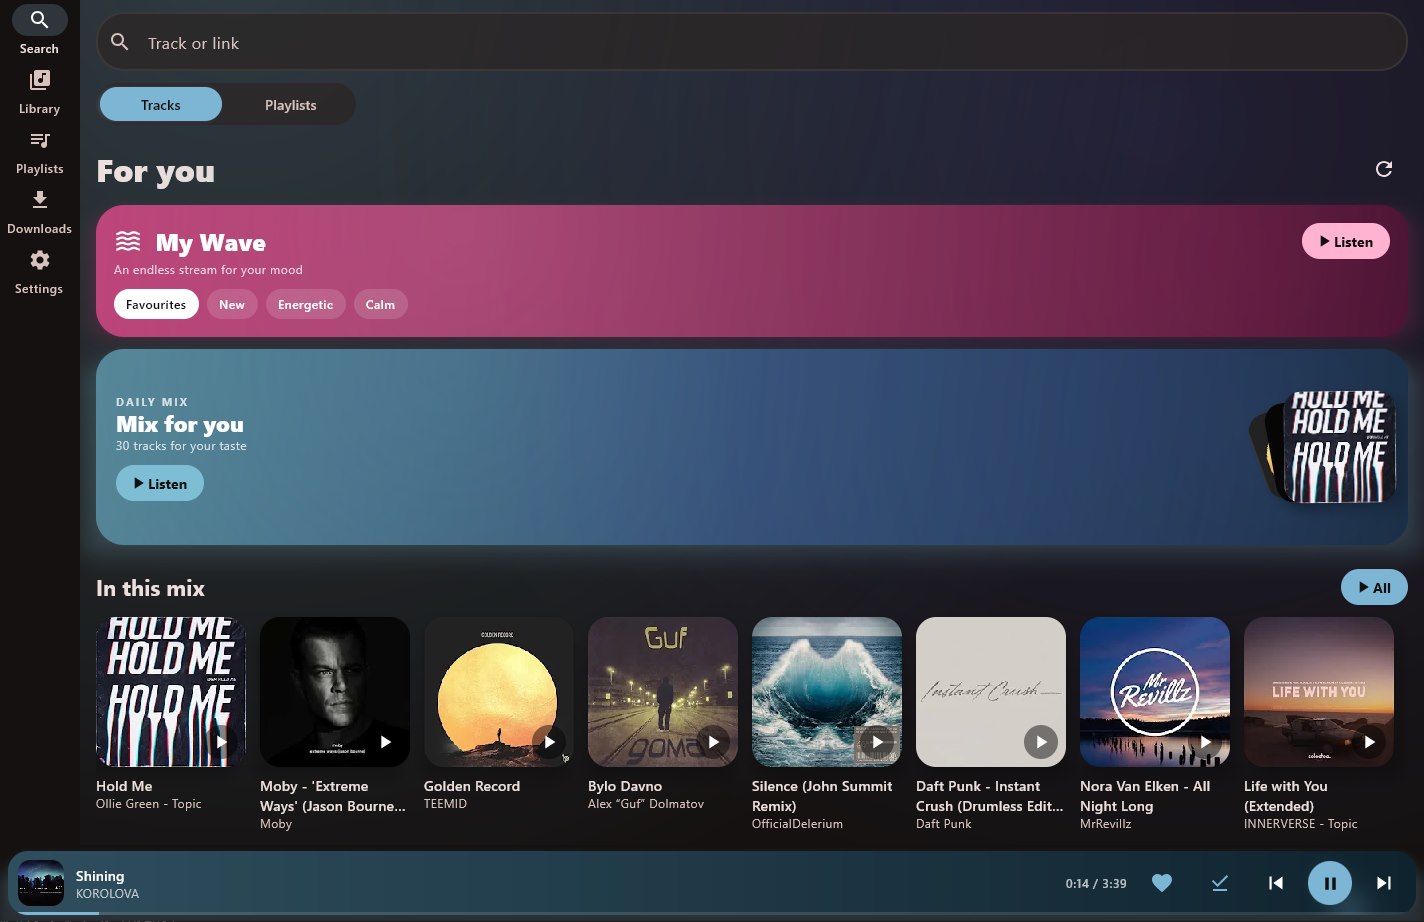 Search
Library
Playlists
Downloads
Settings
Track or link
Tracks
Playlists
For you
My Wave
Listen
An endless stream for your mood
Favourites
New
Energetic
Calm
DAILY MIX
Mix for you
30 tracks for your taste
Listen
HOLD ME
HOLD ME
HOLD ME
In this mix
All
HOLD ME
HOLD ME
HOLD ME
GOLDEN RECORD
Guf
GOMA
Instant Crush
Mr
Revillz
LIFE WITH YOU
Hold Me
Ollie Green - Topic
Moby - 'Extreme
Ways' (Jason Bourne...
Moby
Golden Record
TEEMID
Bylo Davno
Alex “Guf” Dolmatov
Silence (John Summit
Remix)
OfficialDelerium
Daft Punk - Instant
Crush (Drumless Edit...
Daft Punk
Nora Van Elken - All
Night Long
MrRevillz
Life with You
(Extended)
INNERVERSE - Topic
Shining
KOROLOVA
0:14 / 3:39